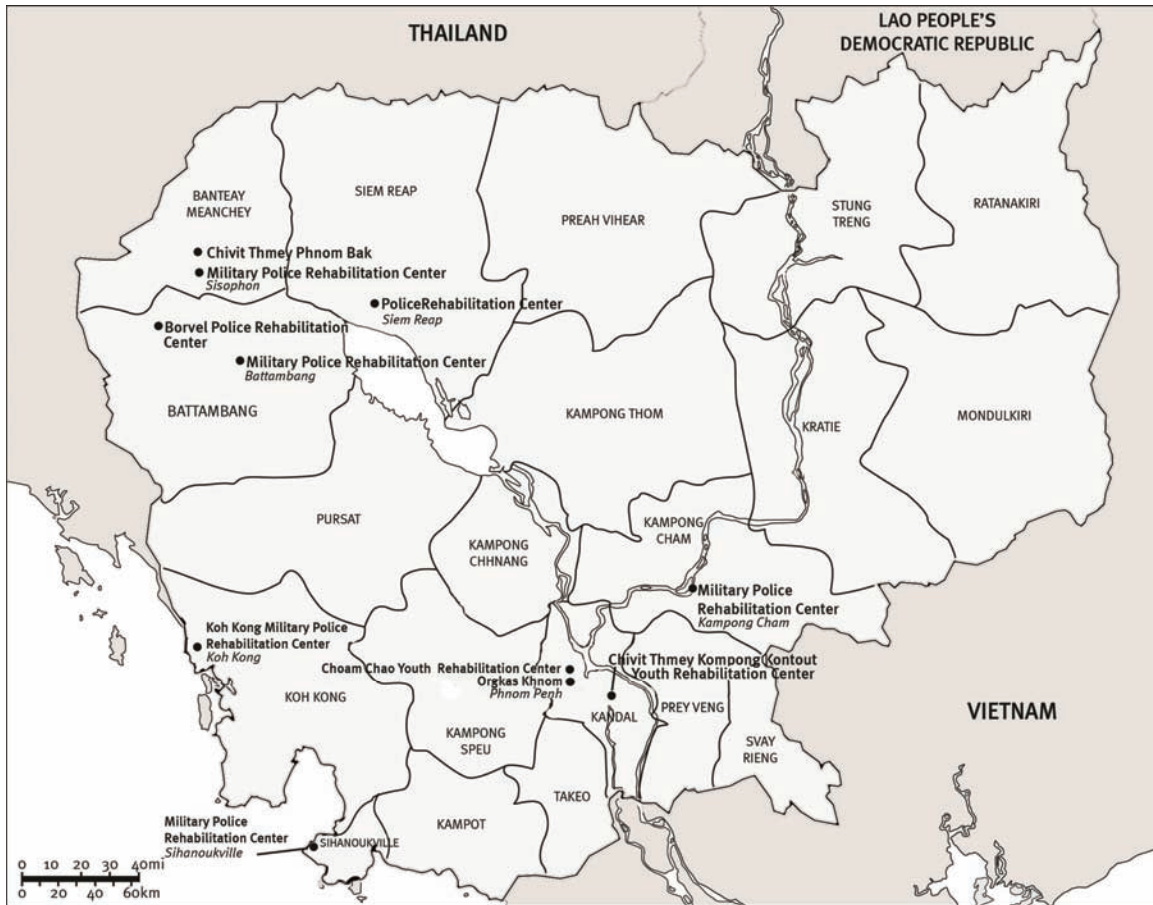 THAILAND
LAO PEOPLE'S
DEMOCRATIC REPUBLIC
BANTEAY
MEANCHEY
SIEM REAP
PREAH VIHEAR
STUNG
TRENG
RATANAKIRI
Chivit Thmey Phnom Bak
Military Police Rehabilitation Center
Sisophon
PoliceRehabilitation Center
Siem Reap
Borvel Police Rehabilitation
Center
Military Police Rehabilitation Center
Battambang
BATTAMBANG
KAMPONG THOM
KRATIE
MONDULKIRI
PURSAT
KAMPONG
CHHNANG
KAMPONG
CHAM
Military Police
Rehabilitation Center
Kampong Cham
Koh Kong Military Police
Rehabilitation Center
Koh Kong
Choam Chao Youth Rehabilitation Center
Orgkas Khnom
Phnom Penh
Chivit Thmey Kompong Kontout
Youth Rehabilitation Center
KOH KONG
KAMPONG
SPEU
KANDAL
PREY VENG
SVAY
RIENG
VIETNAM
TAKEO
KAMPOT
Military Police
Rehabilitation Center
Sihanoukville
SIHANOUKVILLE
0 10 20 30 40mi
0 20 40 60km